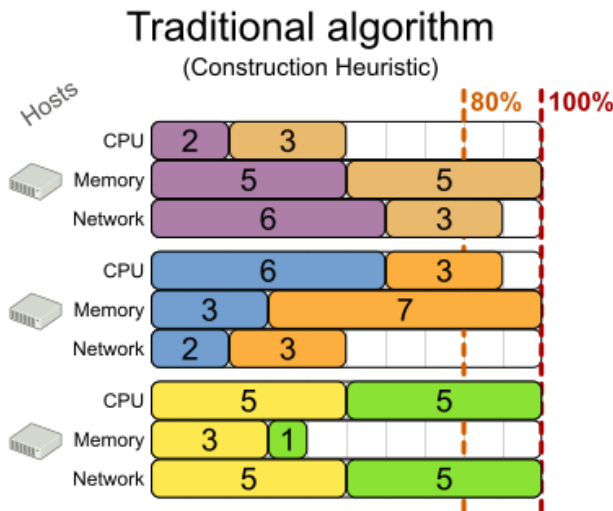 Traditional algorithm
(Construction Heuristic)
Hosts
80% 100%
CPU 2 3
Memory 5 5
Network 6 3
CPU 6 3
Memory 3 7
Network 2 3
CPU 5 5
Memory 3 1
Network 5 5